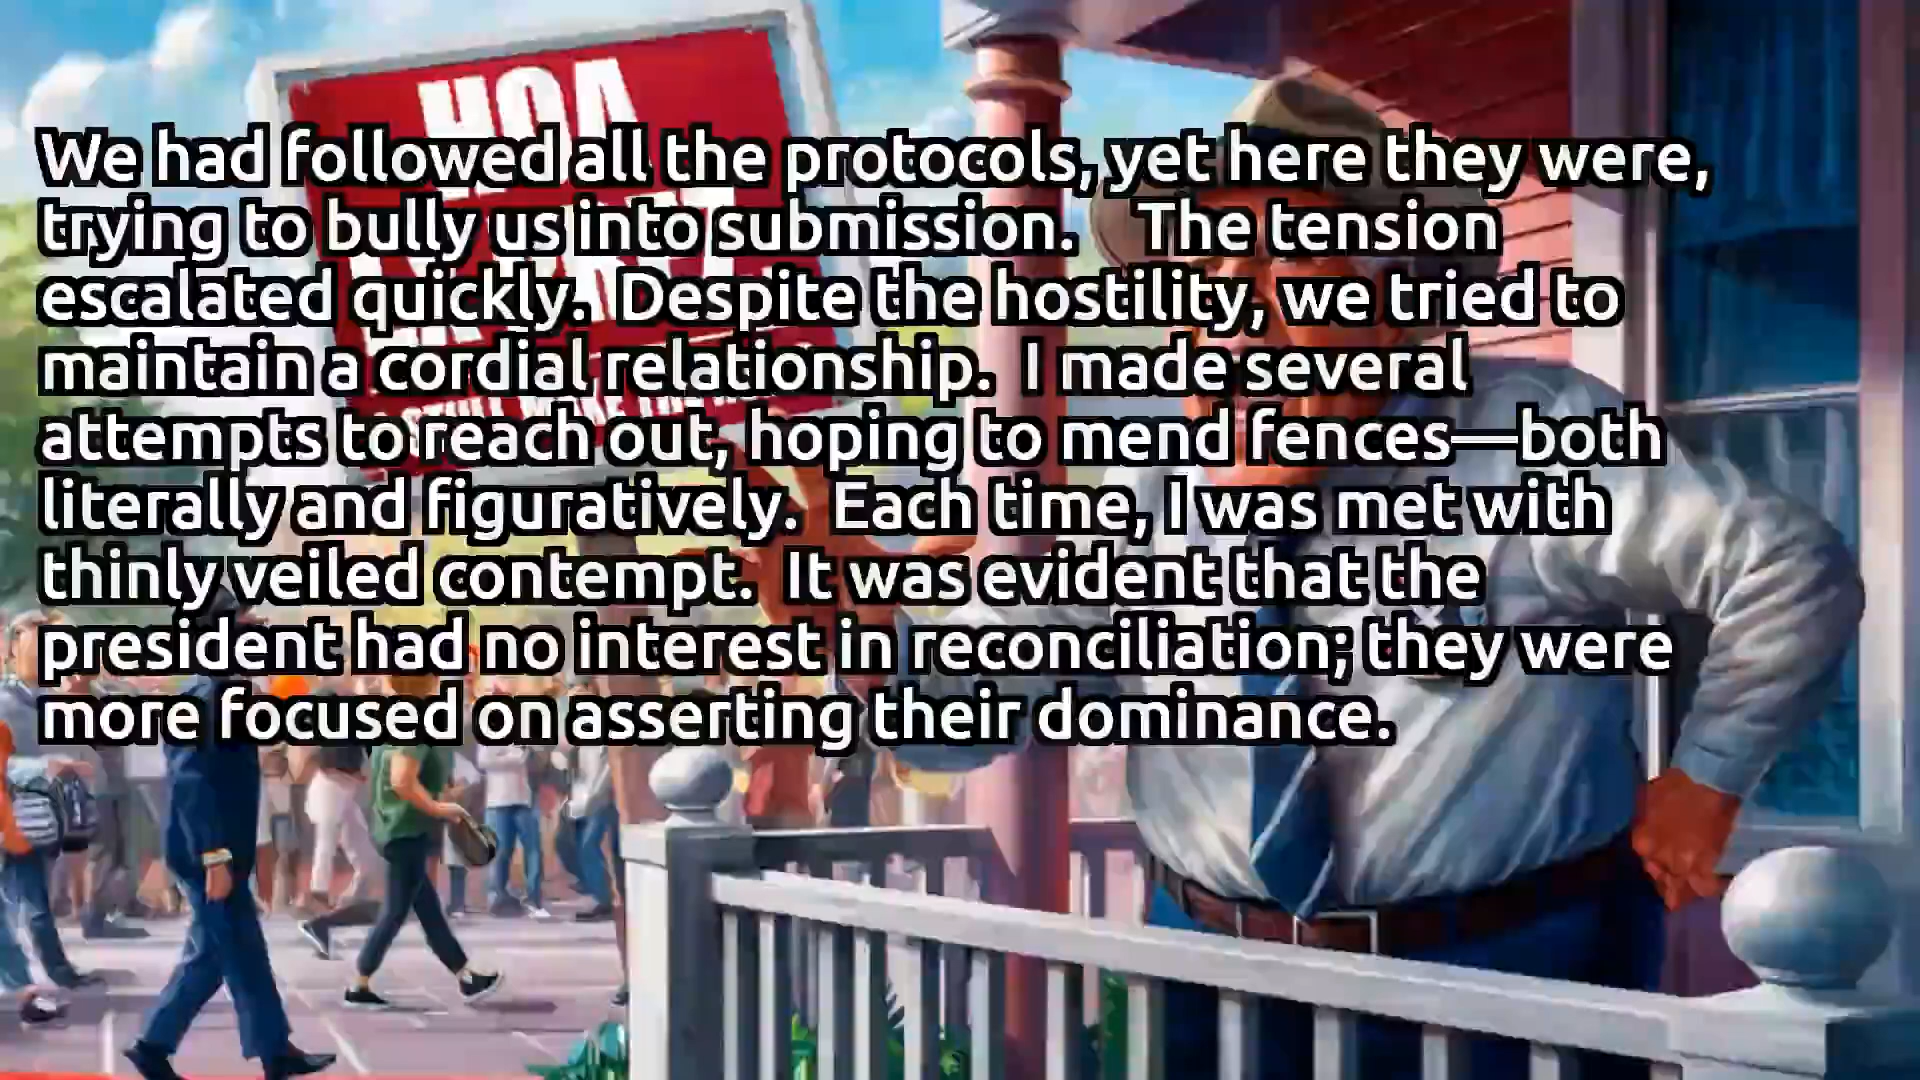 HOA
We had followed all the protocols, yet here they were,
trying to bully us into submission. The tension
escalated quickly. Despite the hostility, we tried to
maintain a cordial relationship. I made several
attempts to reach out, hoping to mend fences—both
literally and figuratively. Each time, I was met with
thinly veiled contempt. It was evident that the
president had no interest in reconciliation; they were
more focused on asserting their dominance.